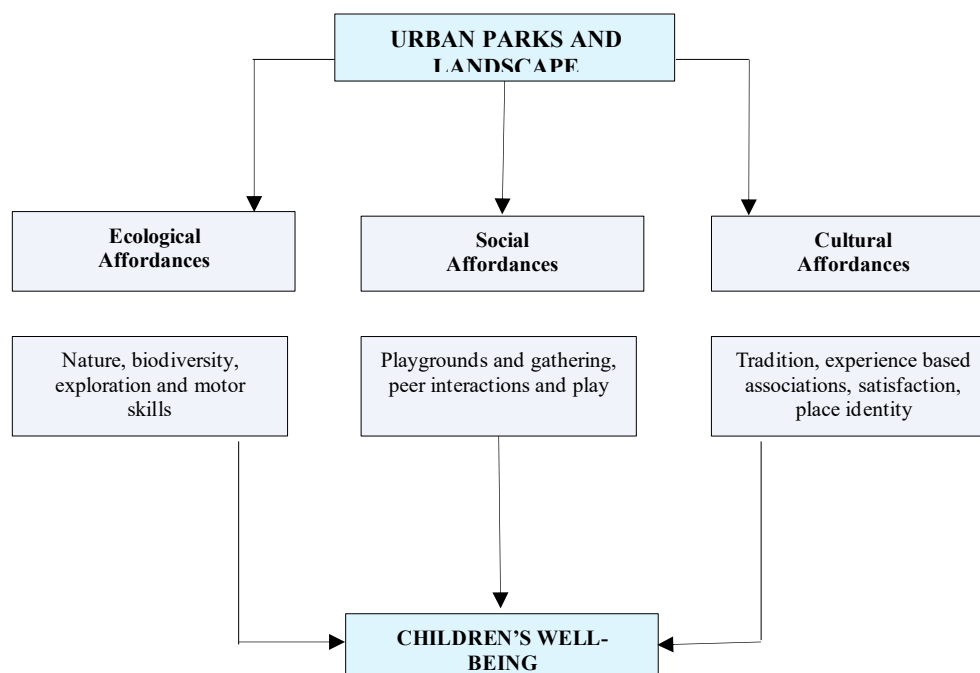 URBAN PARKS AND
LANDSCAPE
Ecological
Affordances
Social
Affordances
Cultural
Affordances
Nature, biodiversity,
exploration and motor
skills
Playgrounds and gathering,
peer interactions and play
Tradition, experience based
associations, satisfaction,
place identity
CHILDREN’S WELL-
BEING